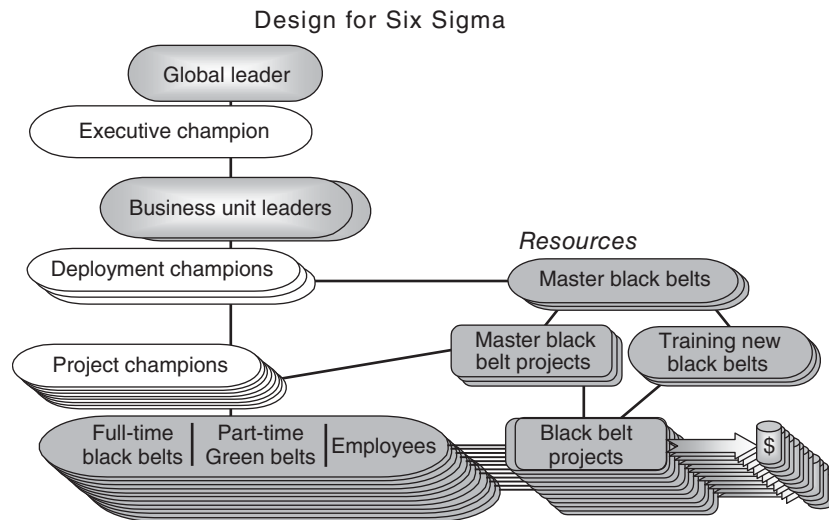 Design for Six Sigma
Global leader
Executive champion
Business unit leaders
Resources
Deployment champions
Master black belts
Master black
belt projects
Training new
black belts
Project champions
Full-time
black belts
Part-time
Green belts
Employees
Black belt
projects
$